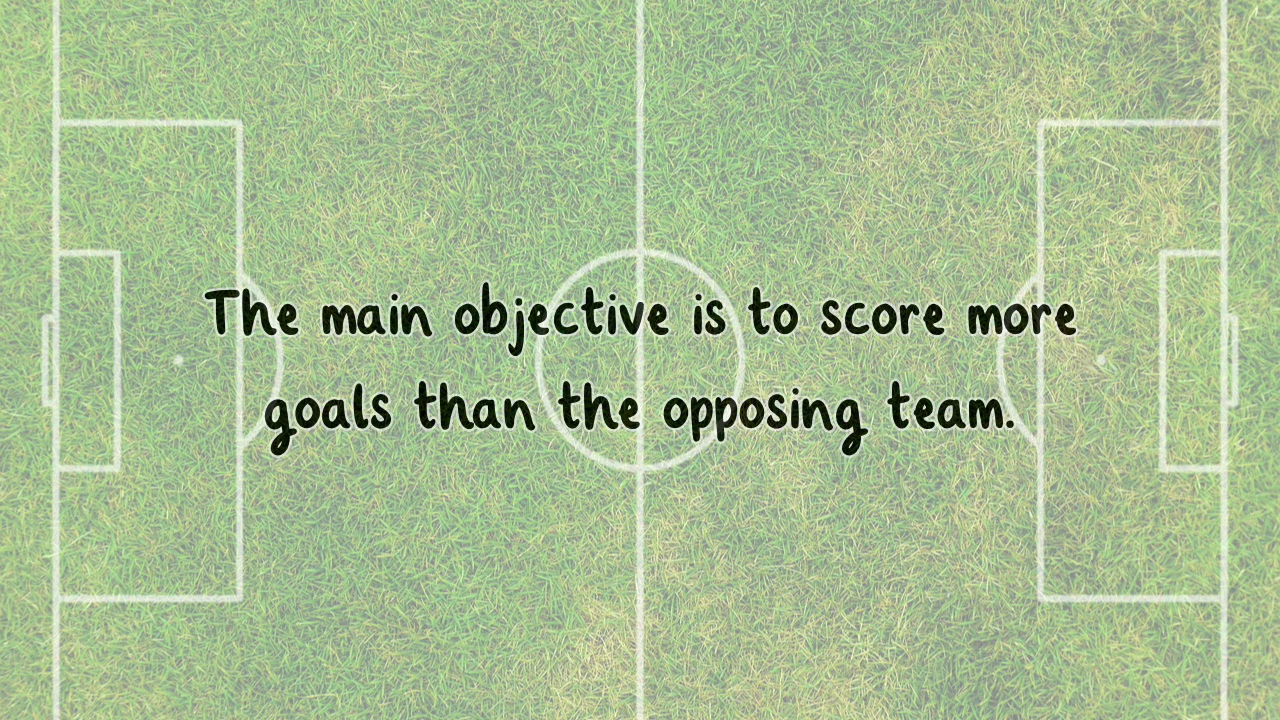 The main objective is to score more
goals than the opposing team.